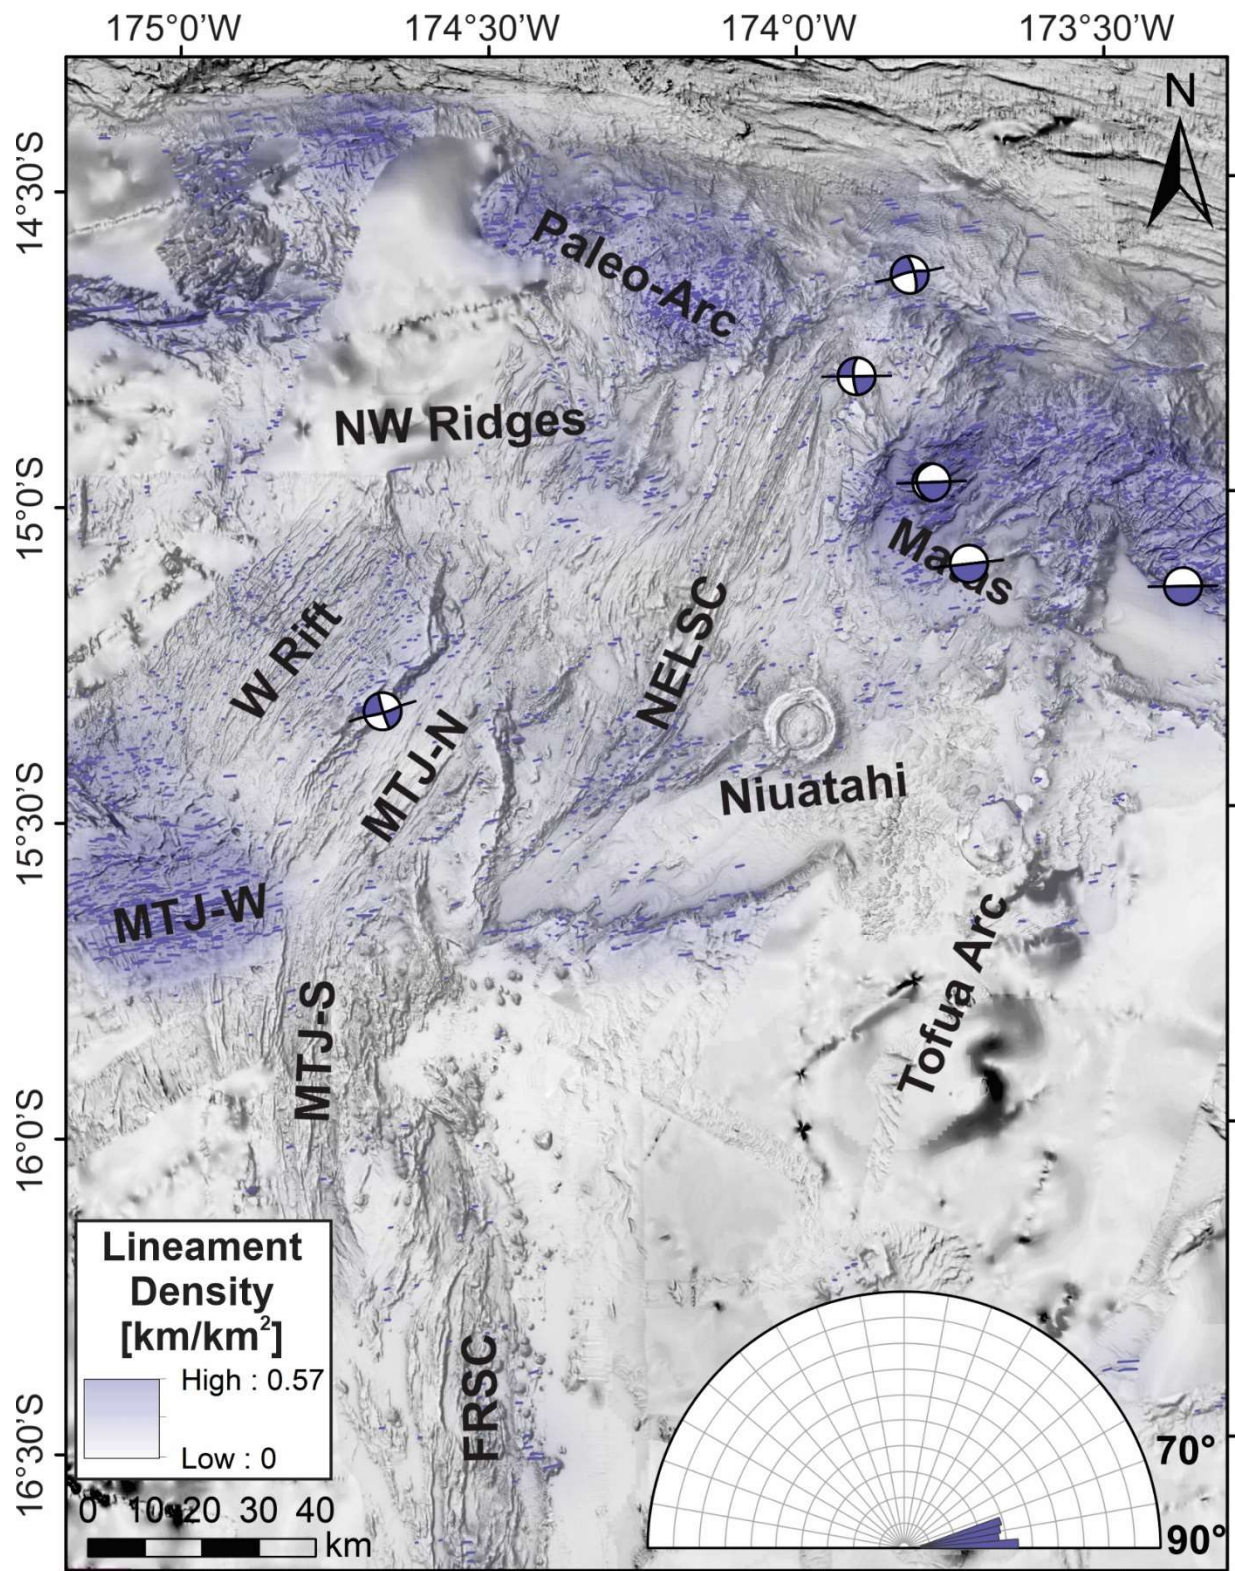 175°0'W 174°30'W 174°0'W 173°30'W
N
14°30'S
15°0'S
15°30'S
16°0'S
16°30'S
Paleo-Arc
NW Ridges
Matas
W Rift
NELSC
MTJ-N
Niuatahi
MTJ-W
Tofua Arc
MTJ-S
FRSC
Lineament
Density
[km/km²]
High : 0.57
Low : 0
0 10 20 30 40
km
70°
90°